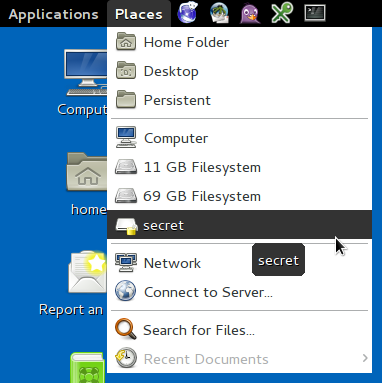 Applications Places
Home Folder
Desktop
Persistent
Computer
11 GB Filesystem
69 GB Filesystem
secret
Network
secret
Connect to Server...
Search for Files...
Recent Documents
Comput
home
Report an